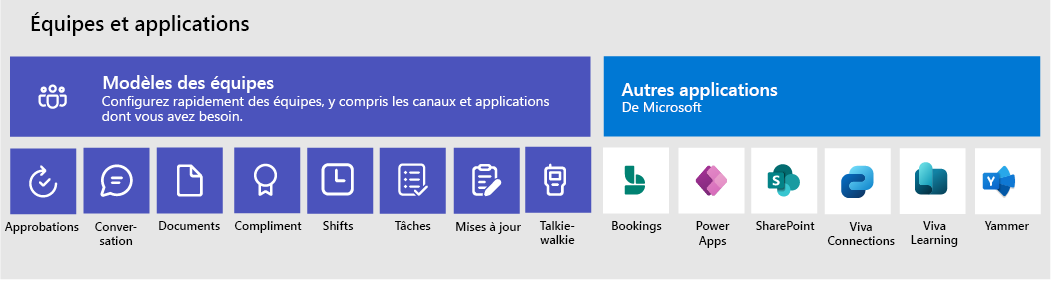 Équipes et applications
Modèles des équipes
Configurez rapidement des équipes, y compris les canaux et applications
dont vous avez besoin.
Autres applications
De Microsoft
Approbations
Conver-
sation
Documents
Compliment
Shifts
Tâches
Mises à jour
Talkie-
walkie
Bookings
Power
Apps
S
SharePoint
Viva
Connections
Viva
Learning
Y
Yammer